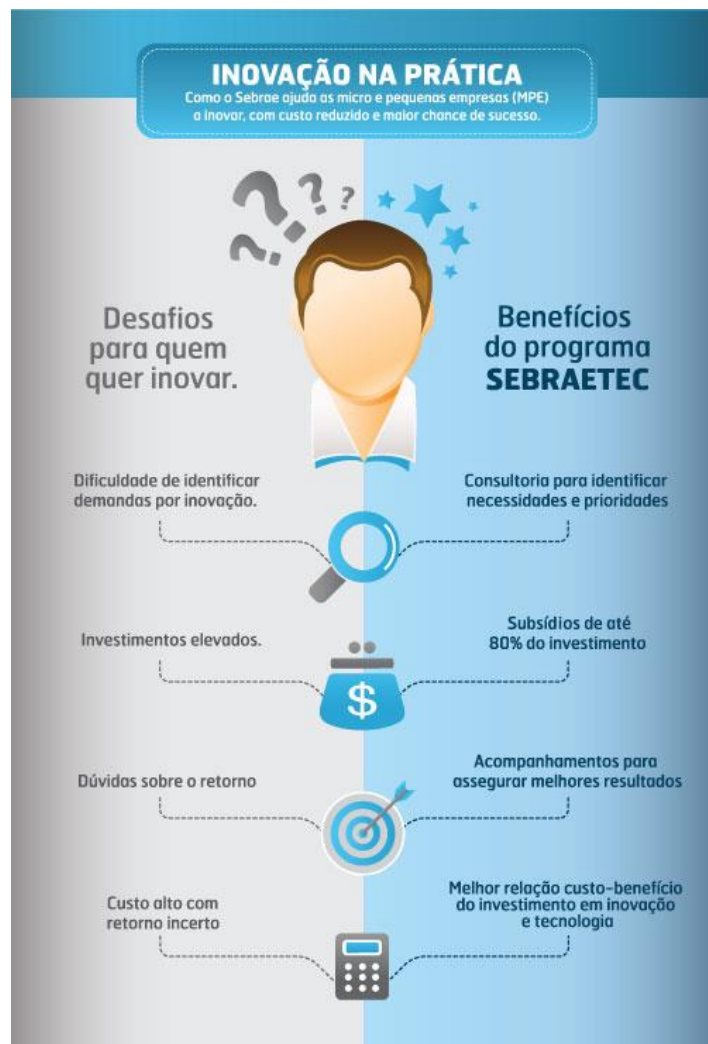 INOVAÇÃO NA PRÁTICA
Como o Sebrae ajuda as micro e pequenas empresas (MPE)
a inovar, com custo reduzido e maior chance de sucesso.
? ? ? ?
Desafios
para quem
quer inovar.
Benefícios
do programa
SEBRAETEC
Dificuldade de identificar
demandas por inovação.
Consultoria para identificar
necessidades e prioridades
Investimentos elevados.
Subsídios de até
80% do investimento
$
Dúvidas sobre o retorno
Acompanhamentos para
assegurar melhores resultados
Custo alto com
retorno incerto
Melhor relação custo-benefício
do investimento em inovação
e tecnologia